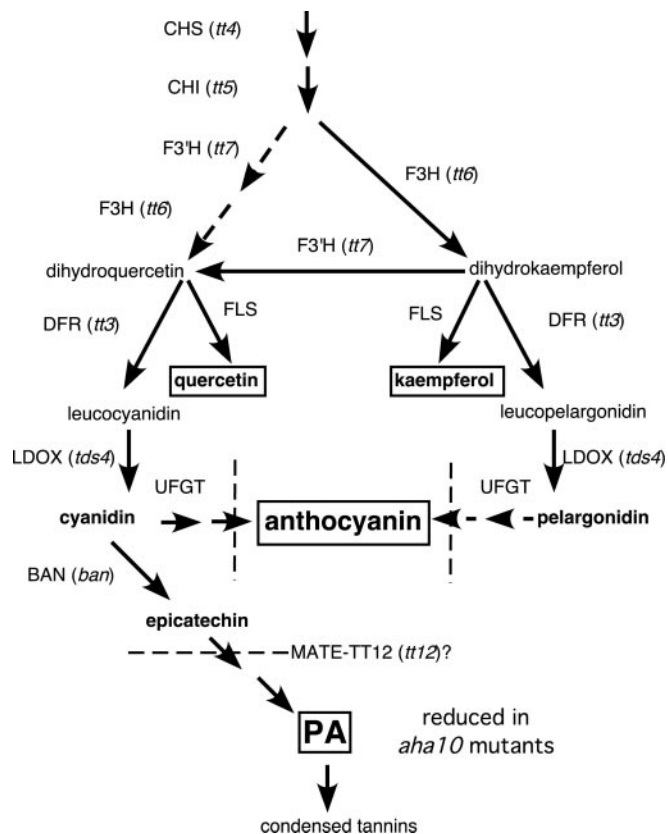 CHS (tt4)
CHI (tt5)
F3'H (tt7)
F3H (tt6)
F3H (tt6)
F3'H (tt7)
dihydroquercetin
dihydrokaempferol
DFR (tt3)
FLS
FLS
DFR (tt3)
quercetin
kaempferol
leucocyanidin
leucopelargonidin
LDOX (tds4)
LDOX (tds4)
UFGT
UFGT
cyanidin
anthocyanin
pelargonidin
BAN (ban)
epicatechin
MATE-TT12 (tt12)?
PA
reduced in
aha10 mutants
condensed tannins